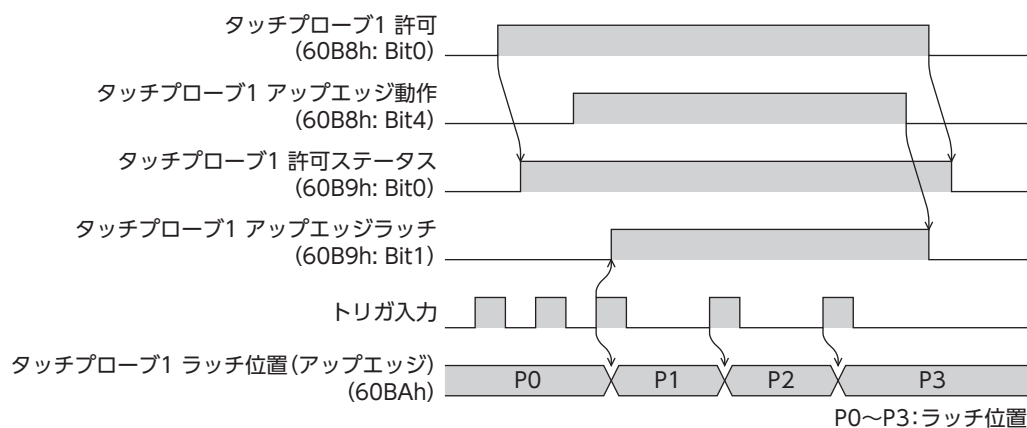 タッチプローブ1 許可
(60B8h: Bit0)
タッチプローブ1 アップエッジ動作
(60B8h: Bit4)
タッチプローブ1 許可ステータス
(60B9h: Bit0)
タッチプローブ1 アップエッジラッチ
(60B9h: Bit1)
トリガ入力
タッチプローブ1 ラッチ位置(アップエッジ)
(60BAh)
P0 P1 P2 P3
P0~P3:ラッチ位置